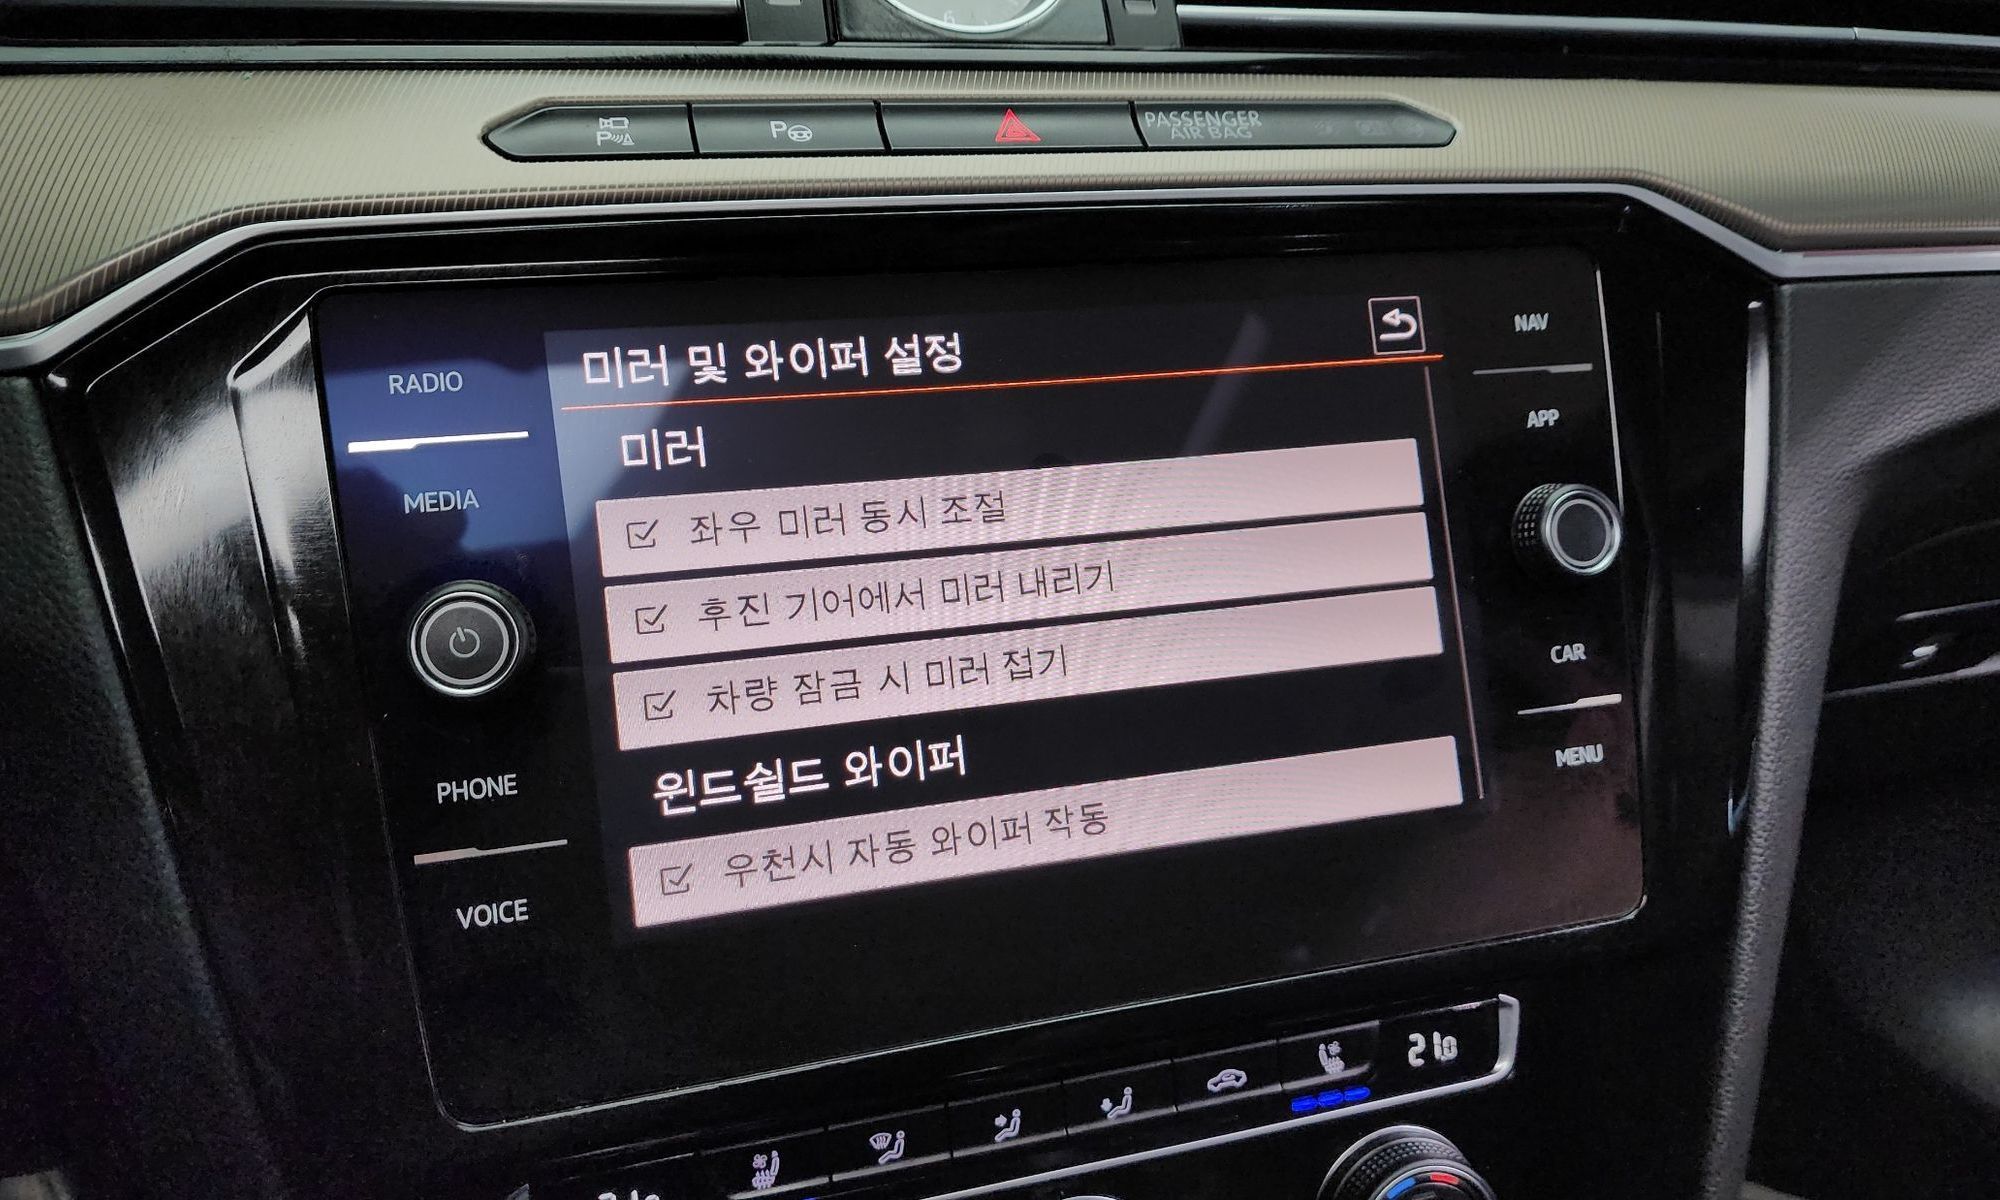 6
PASSENGER
AIR BAG
P
P
RADIO
MEDIA
PHONE
VOICE
미러 및 와이퍼 설정
미러
좌우 미러 동시 조절
후진 기어에서 미러 내리기
차량 잠금 시 미러 접기
윈드쉴드 와이퍼
우천시 자동 와이퍼 작동
NAV
APP
CAR
MENU
21.0